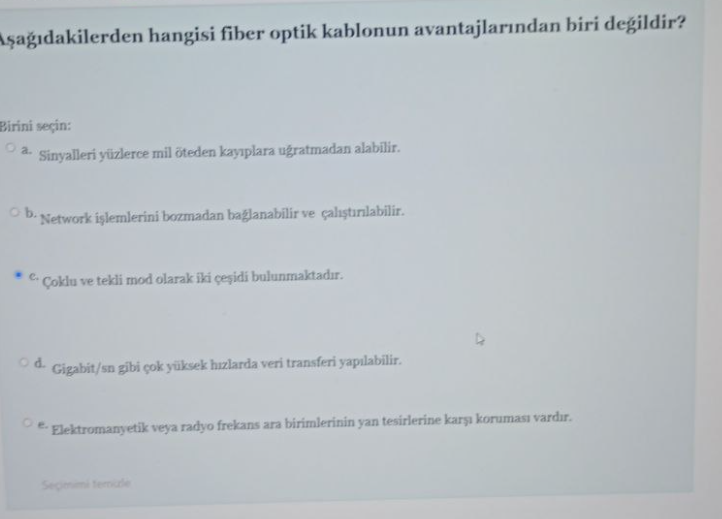 Aşağıdakilerden hangisi fiber optik kablonun avantajlarından biri değildir?
Birini seçin:
a. Sinyalleri yüzlerce mil öteden kayıplara uğratmadan alabilir.
b. Network işlemlerini bozmadan bağlanabilir ve çalıştırılabilir.
c. Çoklu ve tekli mod olarak iki çeşidi bulunmaktadır.
d. Gigabit/sn gibi çok yüksek hızlarda veri transferi yapılabilir.
e. Elektromanyetik veya radyo frekans ara birimlerinin yan tesirlerine karşı koruması vardır.
Seçimimi temizle